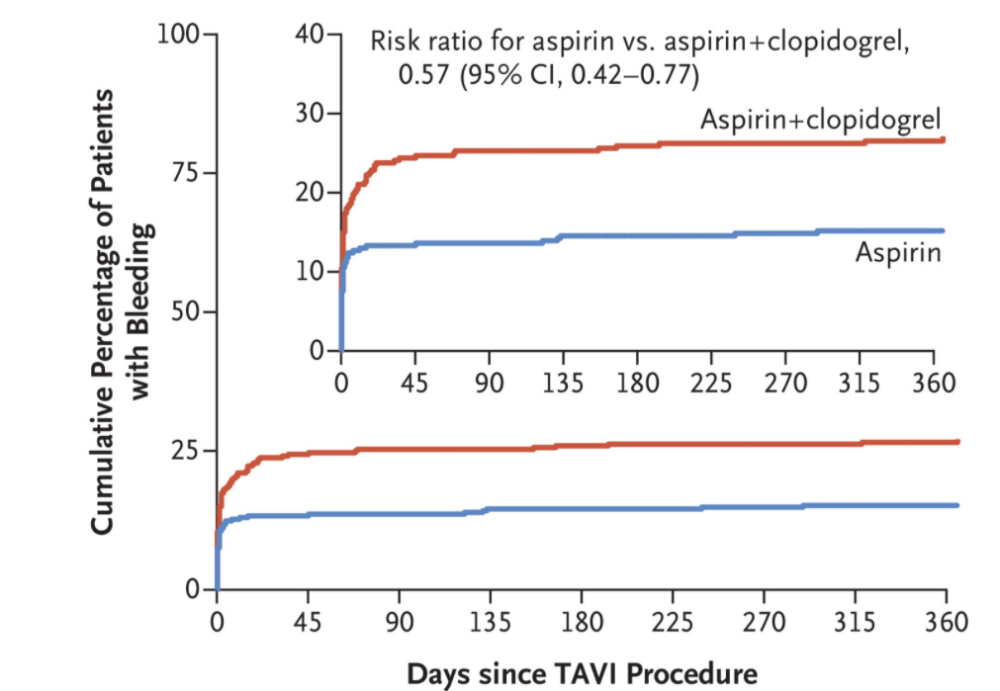 Cumulative Percentage of Patients
with Bleeding
100
75
50
25
0
0 45 90 135 180 225 270 315 360
Days since TAVI Procedure
40
30
20
10
0
0 45 90 135 180 225 270 315 360
Risk ratio for aspirin vs. aspirin+clopidogrel,
0.57 (95% CI, 0.42–0.77)
Aspirin+clopidogrel
Aspirin